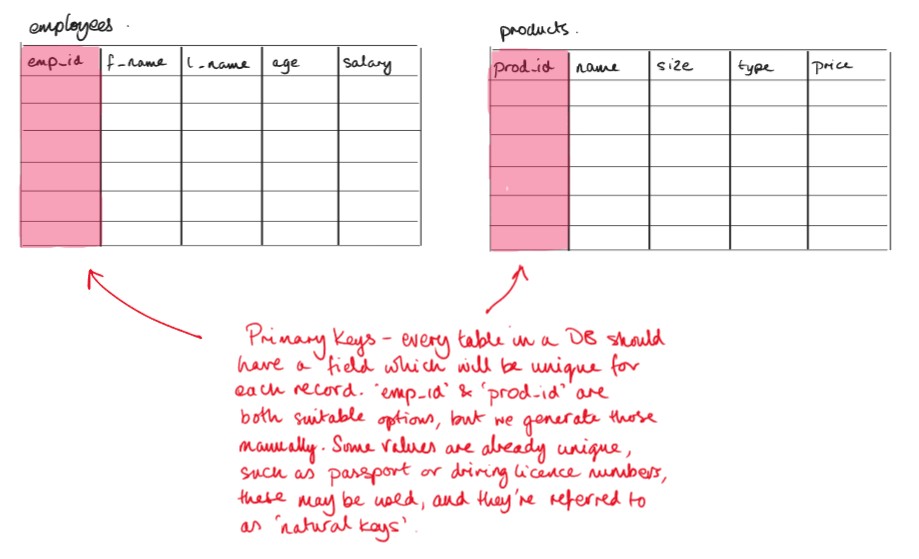 employees.
emp_id f_name l_name age salary
products.
prod_id name size type price
Primary Keys – every table in a DB should
have a field which will be unique for
each record. 'emp_id' & 'prod_id' are
both suitable options, but we generate those
manually. Some values are already unique,
such as passport or driving licence numbers,
these may be used, and they're referred to
as 'natural keys'.